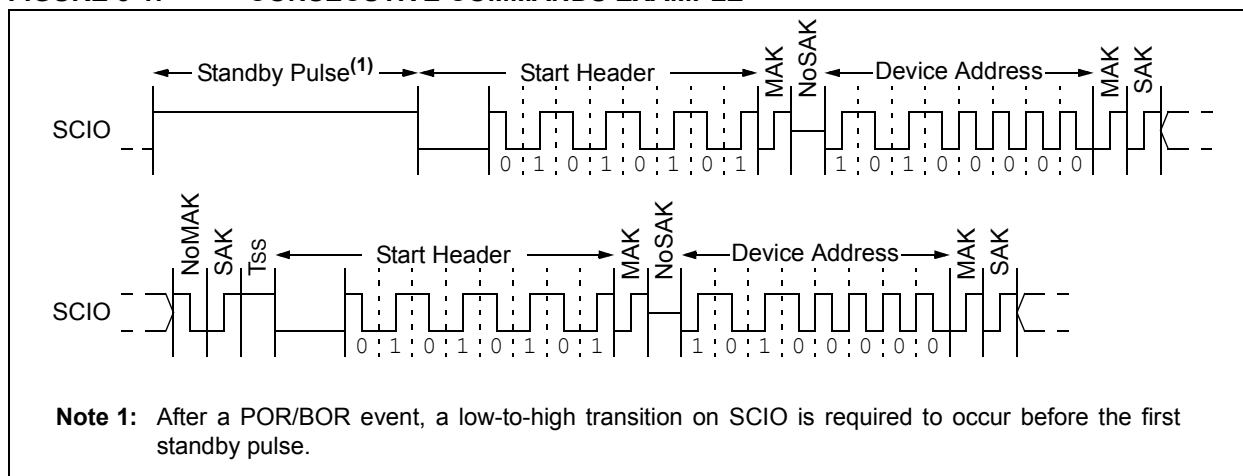 Standby Pulse(1) Start Header MAK NoSAK Device Address MAK SAK
SCIO
0 1 0 1 0 1 0 1 1 0 1 0 0 0 0 0
NoMAK SAK TSS Start Header MAK NoSAK Device Address MAK SAK
SCIO
0 1 0 1 0 1 0 1 1 0 1 0 0 0 0 0
Note 1: After a POR/BOR event, a low-to-high transition on SCIO is required to occur before the first
standby pulse.